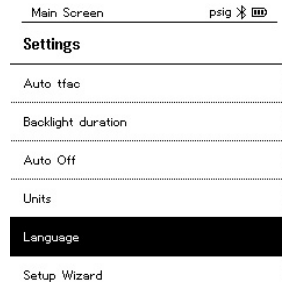 Main Screen psig
Settings
Auto tfac
Backlight duration
Auto Off
Units
Language
Setup Wizard